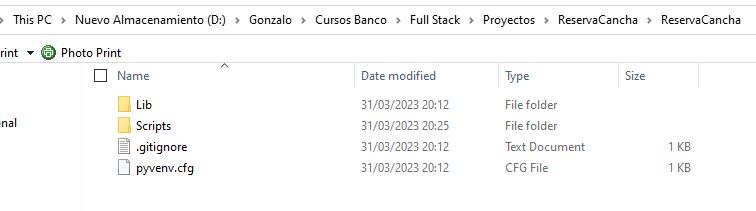 This PC > Nuevo Almacenamiento (D:) > Gonzalo > Cursos Banco > Full Stack > Proyectos > ReservaCancha > ReservaCancha
rint Photo Print
Name Date modified Type Size
Lib 31/03/2023 20:12 File folder
onal Scripts 31/03/2023 20:25 File folder
.gitignore 31/03/2023 20:12 Text Document 1 KB
pyvenv.cfg 31/03/2023 20:12 CFG File 1 KB